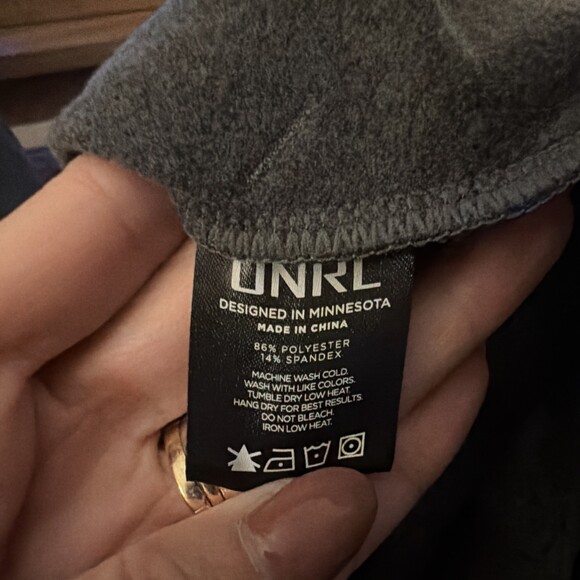 UNRL
DESIGNED IN MINNESOTA
MADE IN CHINA
86% POLYESTER
14% SPANDEX
MACHINE WASH COLD.
WASH WITH LIKE COLORS.
TUMBLE DRY LOW HEAT.
HANG DRY FOR BEST RESULTS.
DO NOT BLEACH.
IRON LOW HEAT.